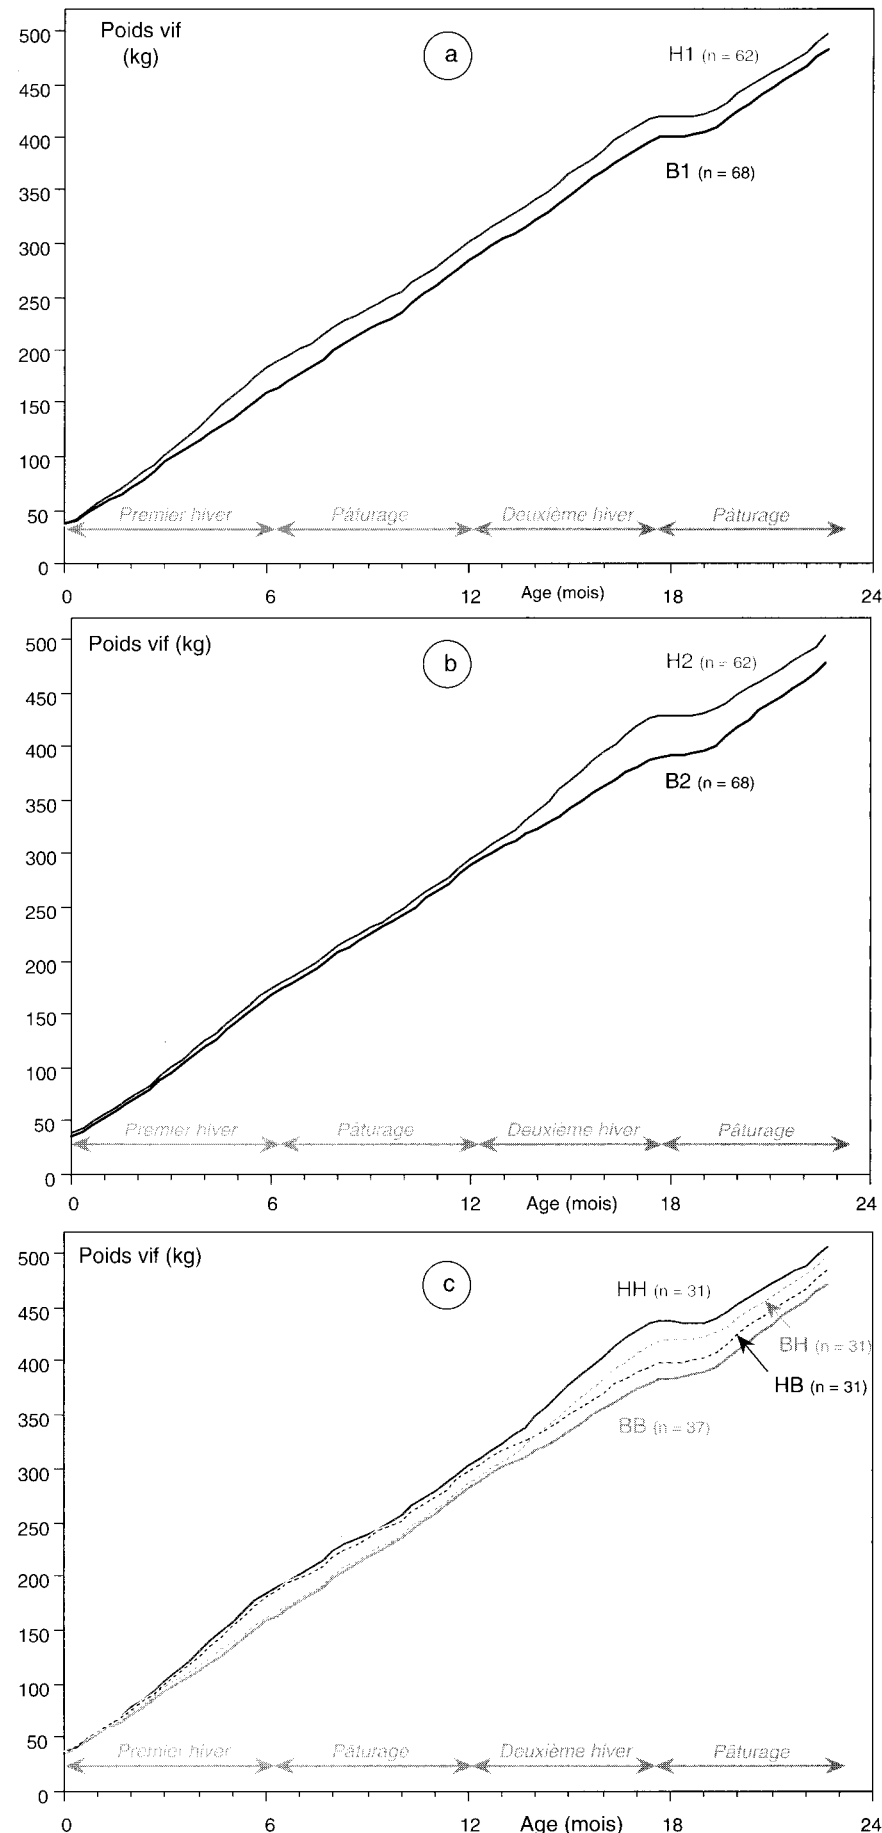 Poids vif
(kg)
a
H1 (n = 62)
B1 (n = 68)
500
450
400
350
300
250
200
150
100
50
0
Premier hiver
Pâturage
Deuxième hiver
Pâturage
0
6
12
Age (mois)
18
24
Poids vif (kg)
b
H2 (n = 62)
B2 (n = 68)
500
450
400
350
300
250
200
150
100
50
0
Premier hiver
Pâturage
Deuxième hiver
Pâturage
0
6
12
Age (mois)
18
24
Poids vif (kg)
c
HH (n = 31)
BH (n = 31)
HB (n = 31)
BB (n = 37)
500
450
400
350
300
250
200
150
100
50
0
Premier hiver
Pâturage
Deuxième hiver
Pâturage
0
6
12
Age (mois)
18
24